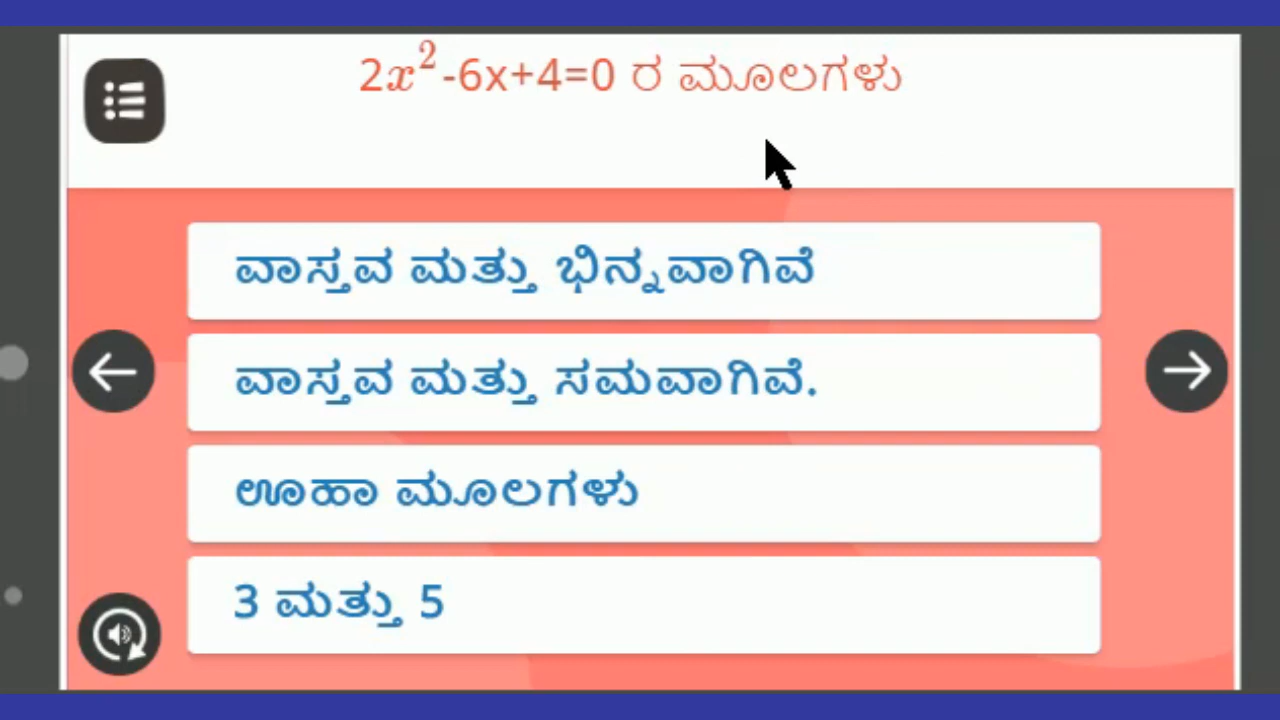 2x²-6x+4=0 ರ ಮೂಲಗಳು
ವಾಸ್ತವ ಮತ್ತು ಭಿನ್ನವಾಗಿವೆ
ವಾಸ್ತವ ಮತ್ತು ಸಮವಾಗಿವೆ.
ಊಹಾ ಮೂಲಗಳು
3 ಮತ್ತು 5